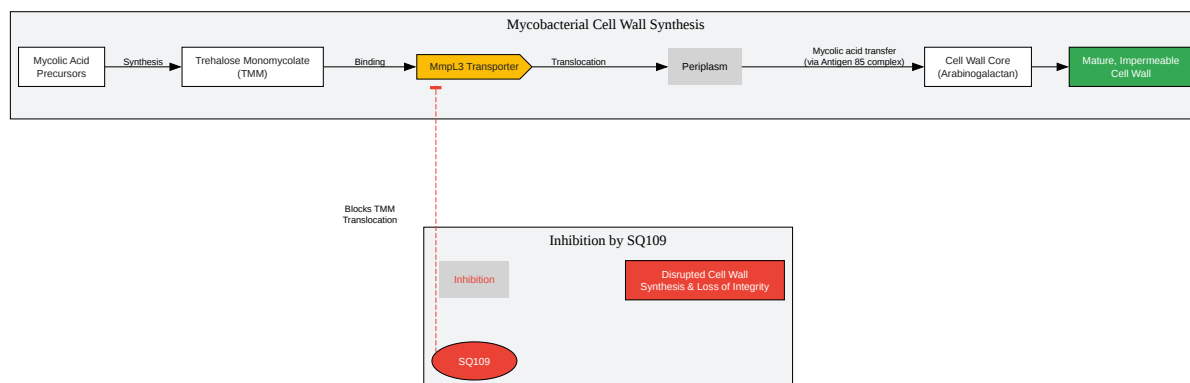 Mycobacterial Cell Wall Synthesis
Mycolic Acid
Precursors
Synthesis
Trehalose Monomycolate
(TMM)
Binding
MmpL3 Transporter
Translocation
Periplasm
Mycolic acid transfer
(via Antigen 85 complex)
Cell Wall Core
(Arabinogalactan)
Mature, Impermeable
Cell Wall
Blocks TMM
Translocation
Inhibition by SQ109
Inhibition
Disrupted Cell Wall
Synthesis & Loss of Integrity
SQ109